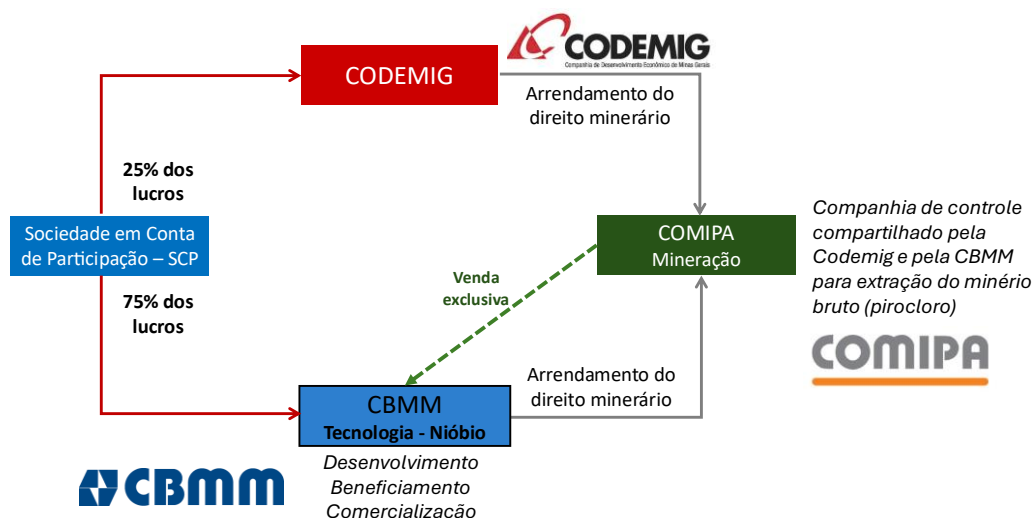 CODEMIG
CODEMIG
Companhia de Desenvolvimento Econômico de Minas Gerais
Arrendamento do
direito minerário
25% dos
lucros
Sociedade em Conta
de Participação – SCP
75% dos
lucros
Venda
exclusiva
COMIPA
Mineração
Companhia de controle
compartilhado pela
Codemig e pela CBMM
para extração do minério
bruto (pirocloro)
COMIPA
Arrendamento do
direito minerário
CBMM
Tecnologia - Nióbio
Desenvolvimento
Beneficiamento
Comercialização
CBMM